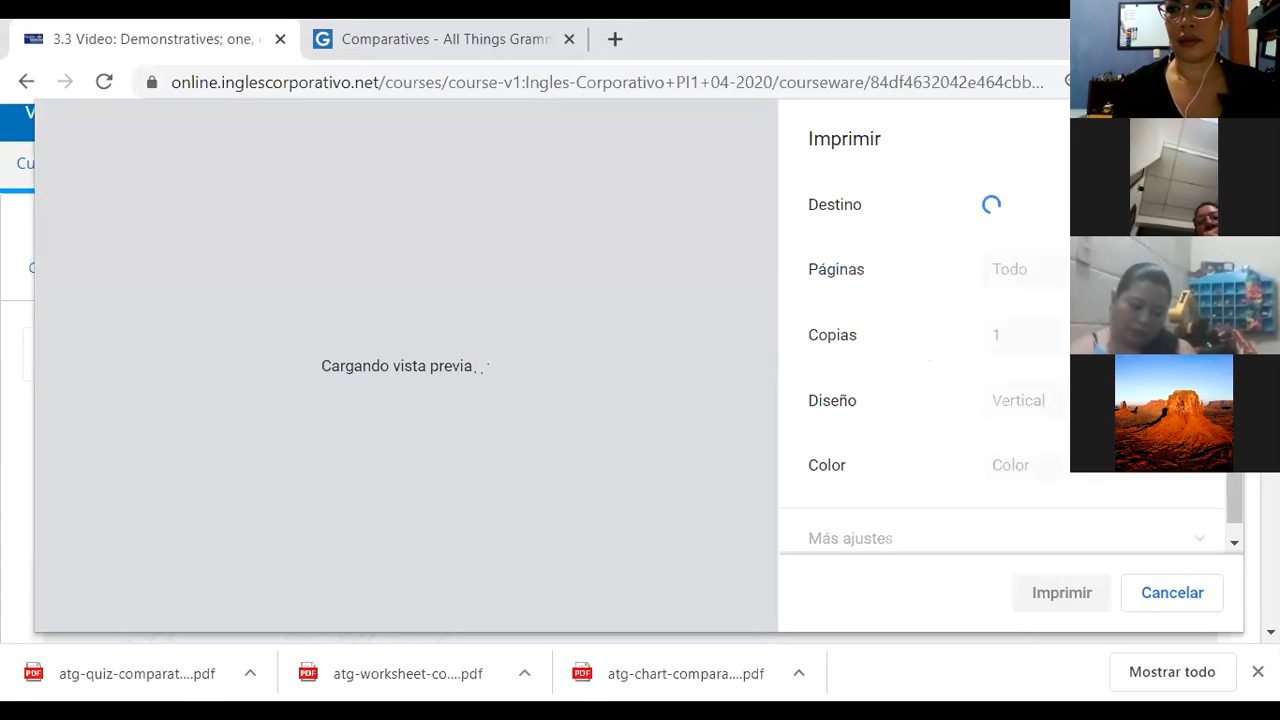 3.3 Video: Demonstratives; one,
Comparatives - All Things Gramm
online.inglescorporativo.net/courses/course-v1:Ingles-Corporativo+PI1+04-2020/courseware/84df4632042e464cbb...
V
Cu
Imprimir
Destino
Páginas
Todo
Copias
1
Cargando vista previa
Diseño
Vertical
Color
Color
Más ajustes
Imprimir
Cancelar
atg-quiz-comparat....pdf
atg-worksheet-co....pdf
atg-chart-compara....pdf
Mostrar todo